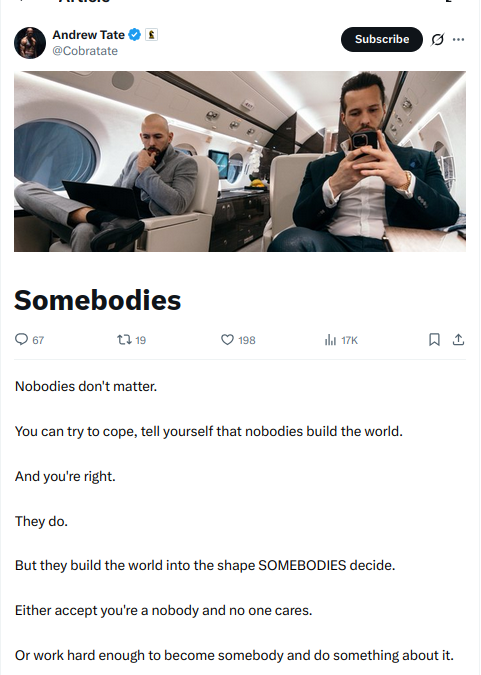 Andrew Tate
@Cobratate
Subscribe
Somebodies
67
19
198
17K
Nobodies don't matter.
You can try to cope, tell yourself that nobodies build the world.
And you're right.
They do.
But they build the world into the shape SOMEBODIES decide.
Either accept you're a nobody and no one cares.
Or work hard enough to become somebody and do something about it.